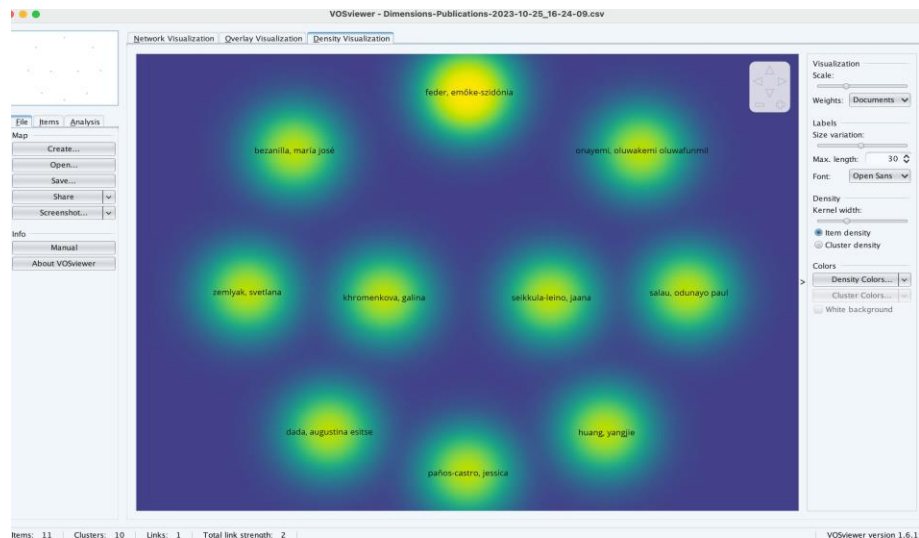 VOSviewer - Dimensions-Publications-2023-10-25_16-24-09.csv
Network Visualization Overlay Visualization Density Visualization
File Items Analysis
Map
Create...
Open...
Save...
Share
Screenshot...
Info
Manual
About VOSviewer
feder, emőke-szidónia
bezanilla, maría josé
onayemi, oluwakemi oluwafunmil
zemlyak, svetlana
khromenkova, galina
seikkula-leino, jaana
salau, odunayo paul
dada, augustina esitse
huang, yangjie
paños-castro, jessica
Visualization
Scale:
Weights: Documents
Labels
Size variation:
Max. length: 30
Font: Open Sans
Density
Kernel width:
Item density
Cluster density
Colors
Density Colors...
Cluster Colors...
White background
>
Items: 11 Clusters: 10 Links: 1 Total link strength: 2 VOSviewer version 1.6.1